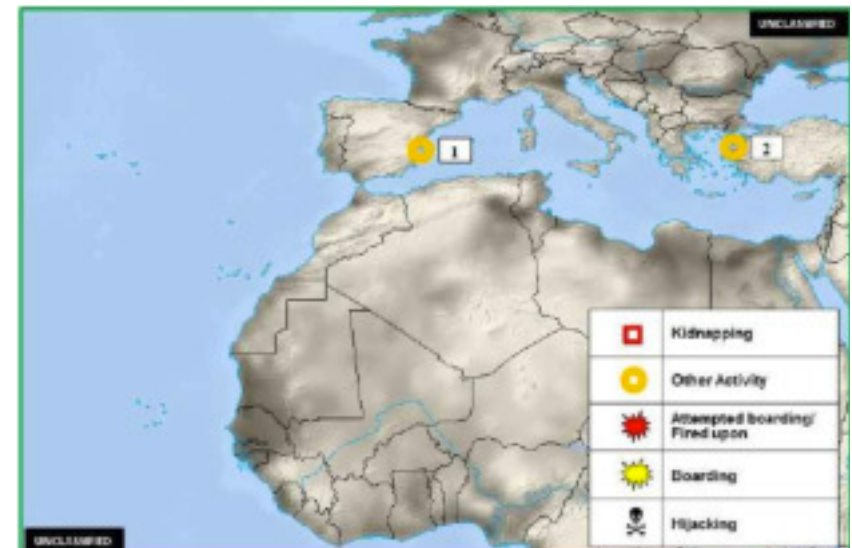 UNCLASSIFIED
1
2
Kidnapping
Other Activity
Attempted boarding/
Fired upon
Boarding
Hijacking
UNCLASSIFIED